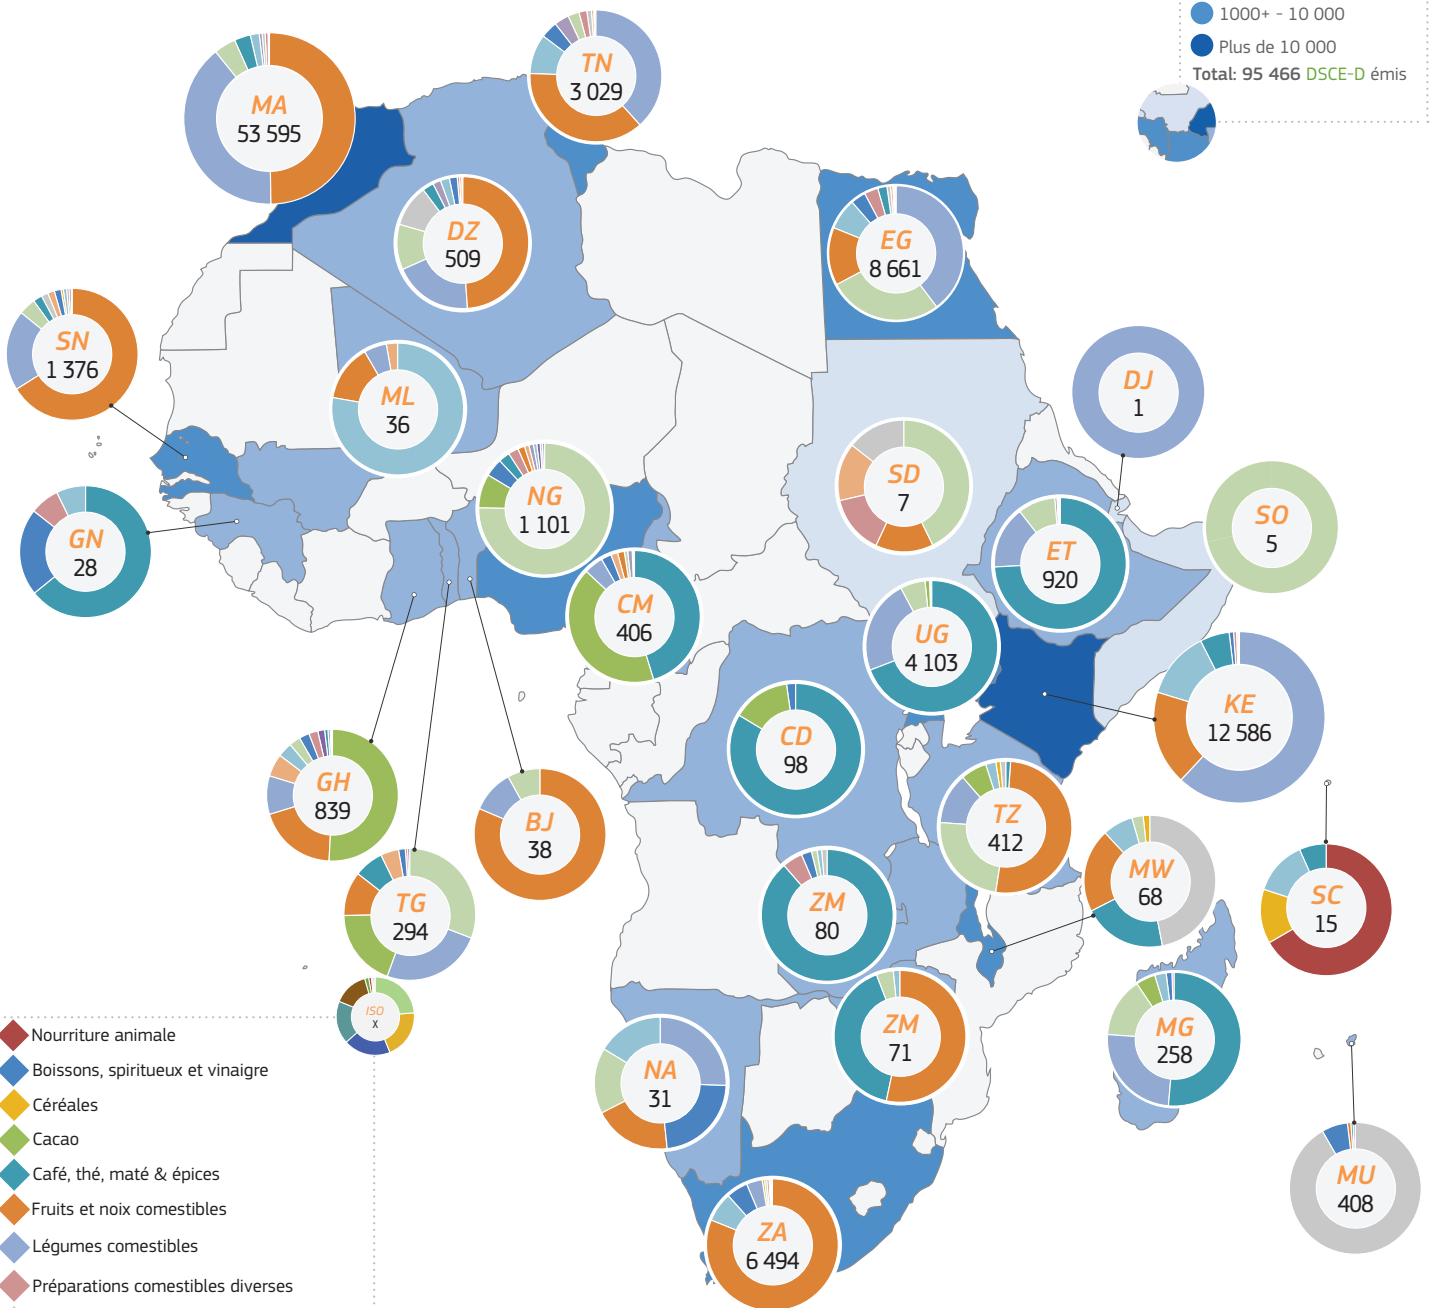 1000+ - 10 000
Plus de 10 000
Total: 95 466 DSCE-D émis
TN
3 029
MA
53 595
DZ
509
EG
8 661
SN
1 376
ML
36
DJ
1
SD
7
NG
1 101
SO
5
GN
28
ET
920
CM
406
UG
4 103
KE
12 586
CD
98
GH
839
BJ
38
TZ
412
MW
68
SC
15
TG
294
ZM
80
ISO
x
ZM
71
MG
258
NA
31
MU
408
ZA
6 494
Nourriture animale
Boissons, spiritueux et vinaigre
Céréales
Cacao
Café, thé, maté & épices
Fruits et noix comestibles
Légumes comestibles
Préparations comestibles diverses